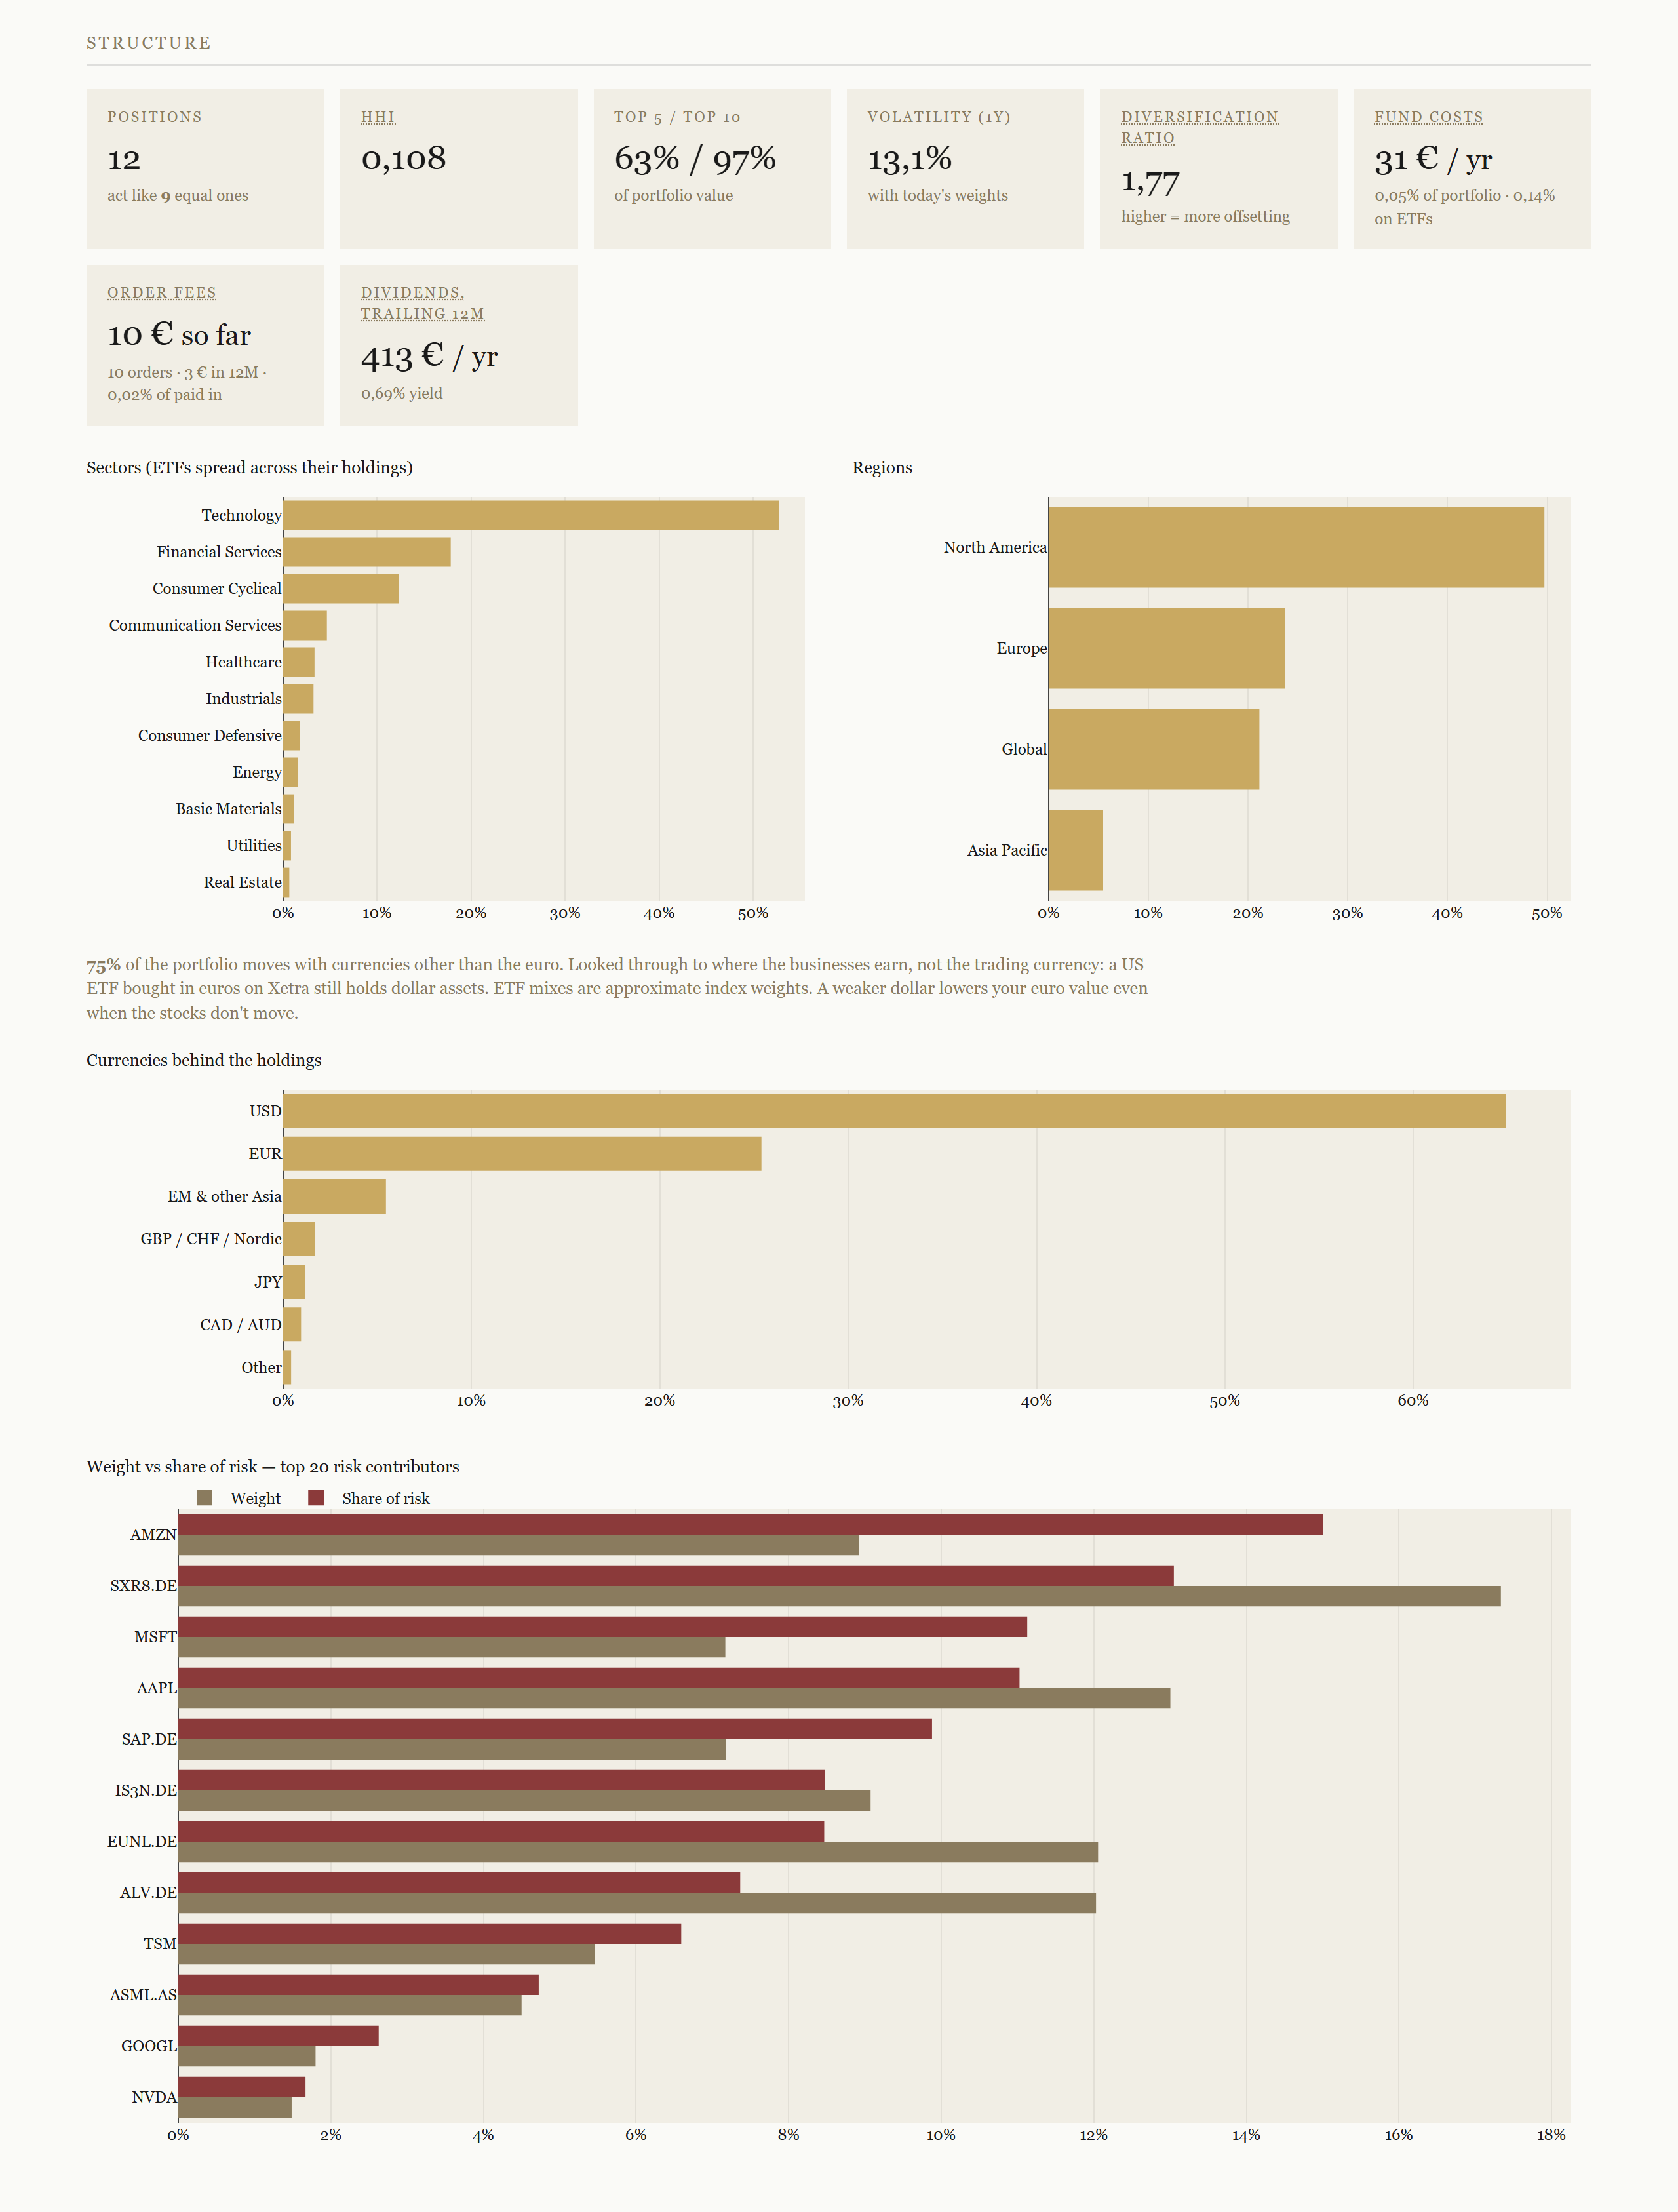 STRUCTURE
POSITIONS
12
act like 9 equal ones
HHI
0,108
TOP 5 / TOP 10
63% / 97%
of portfolio value
VOLATILITY (1Y)
13,1%
with today's weights
DIVERSIFICATION
RATIO
1,77
higher = more offsetting
FUND COSTS
31 € / yr
0,05% of portfolio · 0,14%
on ETFs
ORDER FEES
10 € so far
10 orders · 3 € in 12M ·
0,02% of paid in
DIVIDENDS,
TRAILING 12M
413 € / yr
0,69% yield
Sectors (ETFs spread across their holdings)
Technology
Financial Services
Consumer Cyclical
Communication Services
Healthcare
Industrials
Consumer Defensive
Energy
Basic Materials
Utilities
Real Estate
0% 10% 20% 30% 40% 50%
Regions
North America
Europe
Global
Asia Pacific
0% 10% 20% 30% 40% 50%
75% of the portfolio moves with currencies other than the euro. Looked through to where the businesses earn, not the trading currency: a US
ETF bought in euros on Xetra still holds dollar assets. ETF mixes are approximate index weights. A weaker dollar lowers your euro value even
when the stocks don't move.
Currencies behind the holdings
USD
EUR
EM & other Asia
GBP / CHF / Nordic
JPY
CAD / AUD
Other
0% 10% 20% 30% 40% 50% 60%
Weight vs share of risk — top 20 risk contributors
Weight Share of risk
AMZN
SXR8.DE
MSFT
AAPL
SAP.DE
IS3N.DE
EUNL.DE
ALV.DE
TSM
ASML.AS
GOOGL
NVDA
0% 2% 4% 6% 8% 10% 12% 14% 16% 18%